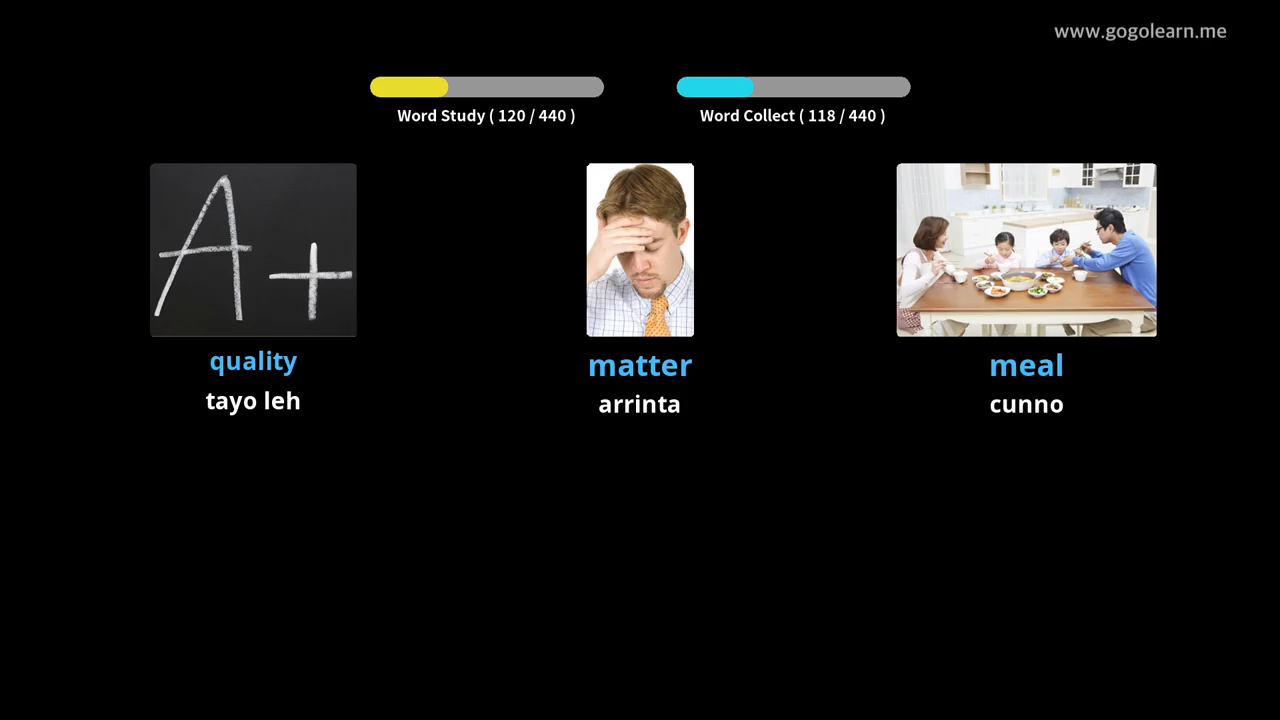 www.gogolearn.me
Word Study ( 120 / 440 )
Word Collect ( 118 / 440 )
A+
quality
tayo leh
matter
arrinta
meal
cunno